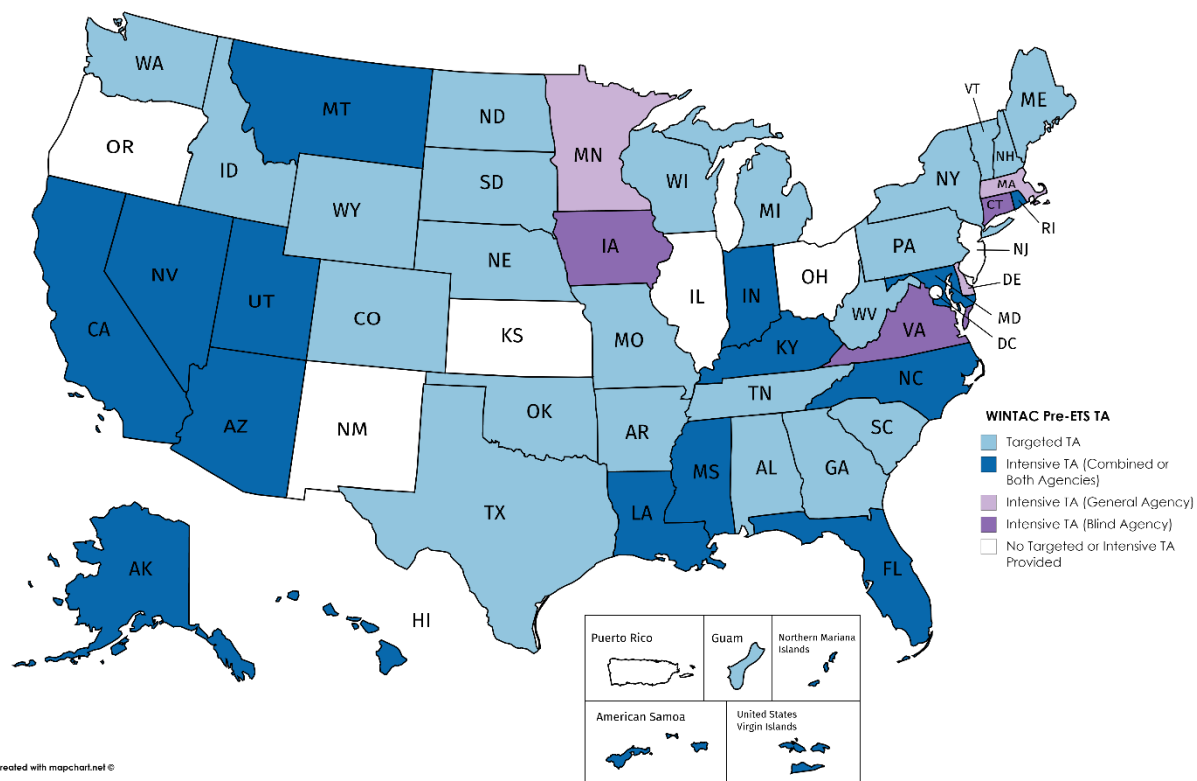 WA
MT
ND
MN
ME
VT
OR
ID
SD
WI
NH
NY
MA
WY
MI
CT
RI
IA
PA
NJ
NE
OH
NV
IL
IN
DE
UT
CO
WV
MD
CA
KS
MO
VA
DC
KY
NC
TN
AZ
OK
NM
AR
SC
MS
AL
GA
TX
LA
FL
AK
HI
WINTAC Pre-ETS TA
Targeted TA
Intensive TA (Combined or
Both Agencies)
Intensive TA (General Agency)
Intensive TA (Blind Agency)
No Targeted or Intensive TA
Provided
Puerto Rico
Guam
Northern Mariana
Islands
American Samoa
United States
Virgin Islands
reated with mapchart.net ©